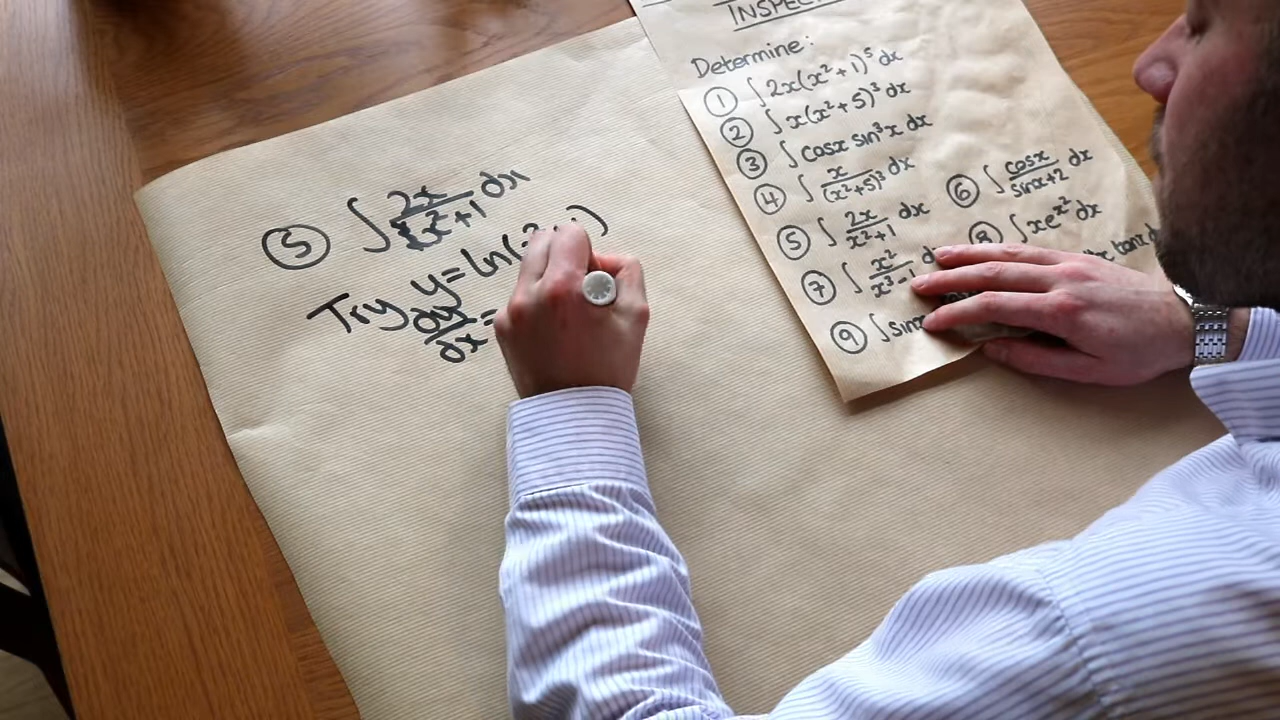 ⑤ ∫ 2x/(x²+1) dx
Try y = ln(
dy/dx =
Determine:
① ∫ 2x(x²+1)⁵ dx
② ∫ x(x²+5)³ dx
③ ∫ cosx sin³x dx
④ ∫ x/(x²+5)³ dx
⑤ ∫ 2x/(x²+1) dx
⑥ ∫ cosx/(sinx+2) dx
⑦ ∫ x²/(x³-1)
⑧ ∫ xe^(x²) dx
tanx
⑨ ∫ sinx